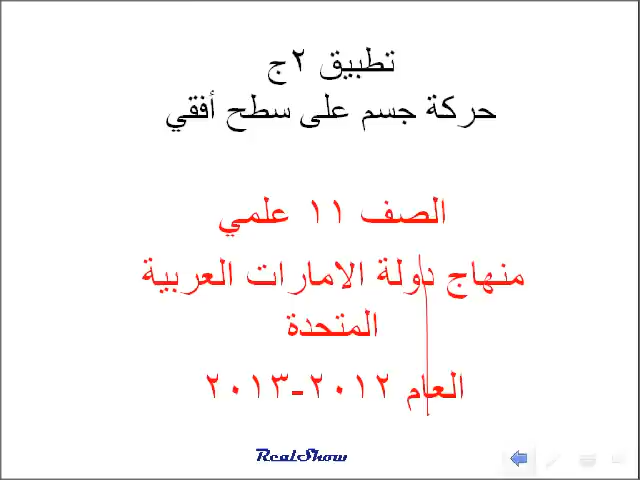 تطبيق ٢ج
حركة جسم على سطح أفقي
الصف ١١ علمي
منهاج دولة الامارات العربية
المتحدة
العام ٢٠١٢-٢٠١٣
RealShow